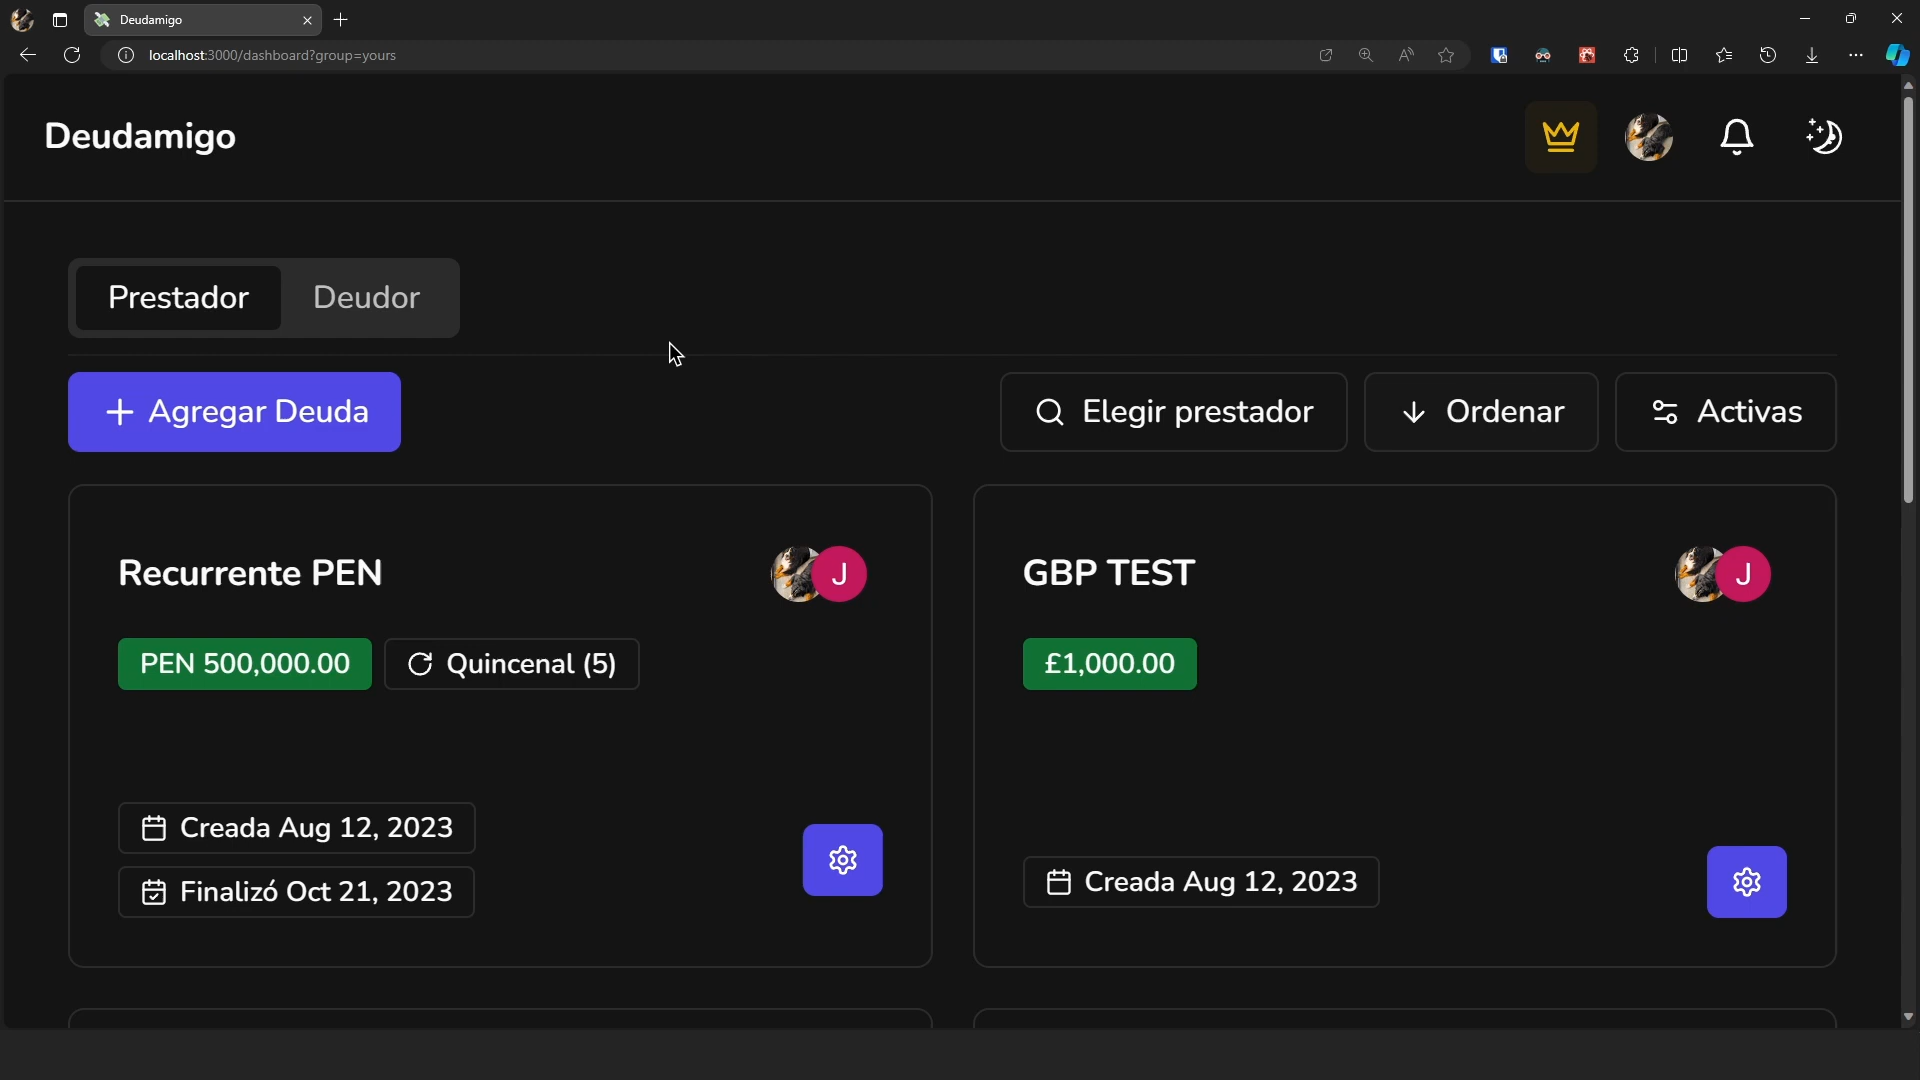 Deudamigo
localhost:3000/dashboard?group=yours
Deudamigo
Prestador
Deudor
Agregar Deuda
Elegir prestador
Ordenar
Activas
Recurrente PEN
J
PEN 500,000.00
Quincenal (5)
Creada Aug 12, 2023
Finalizó Oct 21, 2023
GBP TEST
J
£1,000.00
Creada Aug 12, 2023